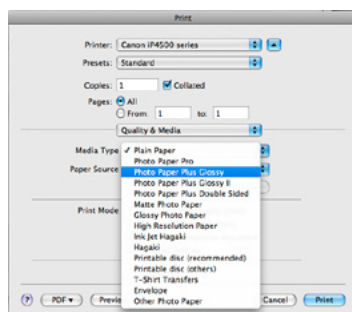 Print
Printer: Canon iP4500 series
Presets: Standard
Copies: 1 Collated
Pages: All
From: 1 to: 1
Quality & Media
Media Type ✓ Plain Paper
Photo Paper Pro
Photo Paper Plus Glossy
Photo Paper Plus Glossy II
Photo Paper Plus Double Sided
Paper Source
Matte Photo Paper
Glossy Photo Paper
Print Mode
High Resolution Paper
Ink Jet Hagaki
Hagaki
Printable disc (recommended)
Printable disc (others)
T-Shirt Transfers
Envelope
Other Photo Paper
? PDF ▾ Previe Cancel Print